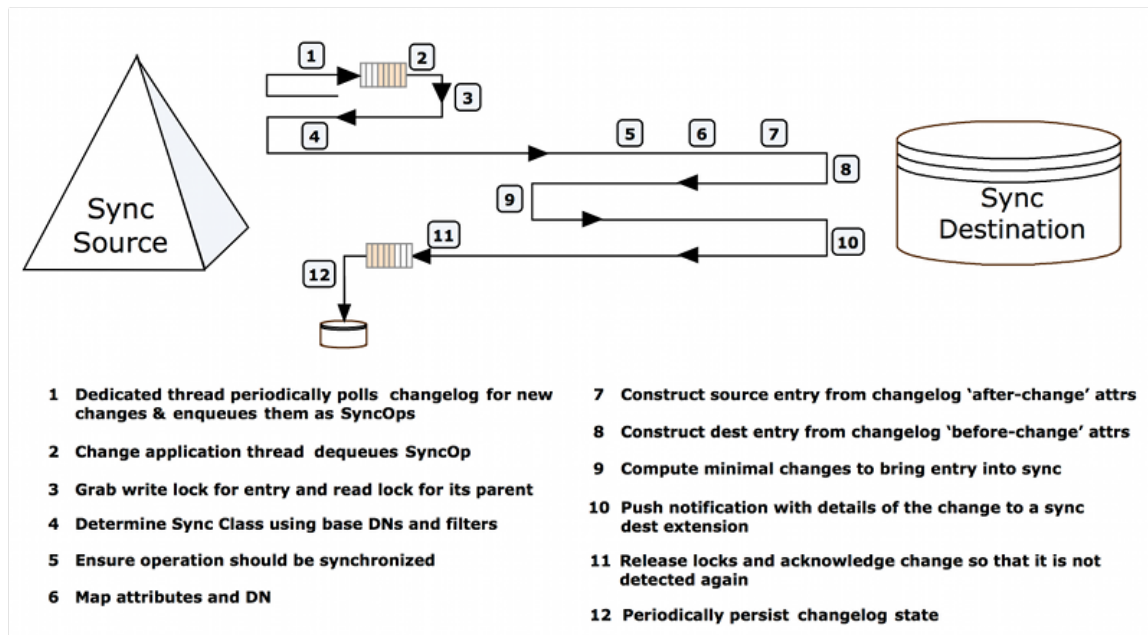 1
2
3
4
5
6
7
8
9
10
11
12
Sync
Source
Sync
Destination
1 Dedicated thread periodically polls changelog for new
changes & enqueues them as SyncOps
2 Change application thread dequeues SyncOp
3 Grab write lock for entry and read lock for its parent
4 Determine Sync Class using base DNs and filters
5 Ensure operation should be synchronized
6 Map attributes and DN
7 Construct source entry from changelog ‘after-change’ attrs
8 Construct dest entry from changelog ‘before-change’ attrs
9 Compute minimal changes to bring entry into sync
10 Push notification with details of the change to a sync
dest extension
11 Release locks and acknowledge change so that it is not
detected again
12 Periodically persist changelog state